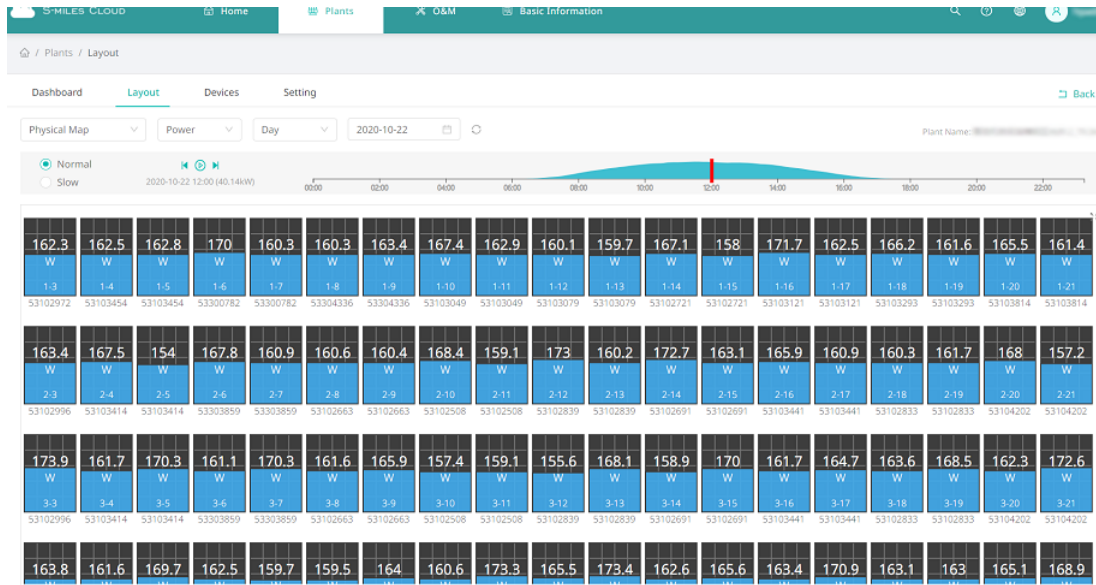 S-MILES CLOUD Home Plants O&M Basic Information
/ Plants / Layout
Dashboard Layout Devices Setting Back
Physical Map Power Day 2020-10-22 Plant Name:
Normal
Slow 2020-10-22 12:00 (40.14kW)
00:00 02:00 04:00 06:00 08:00 10:00 12:00 14:00 16:00 18:00 20:00 22:00
162.3 162.5 162.8 170 160.3 160.3 163.4 167.4 162.9 160.1 159.7 167.1 158 171.7 162.5 166.2 161.6 165.5 161.4
W W W W W W W W W W W W W W W W W W W
1-3 1-4 1-5 1-6 1-7 1-8 1-9 1-10 1-11 1-12 1-13 1-14 1-15 1-16 1-17 1-18 1-19 1-20 1-21
53102972 53103454 53103454 53300782 53300782 53304336 53304336 53103049 53103049 53103079 53103079 53102721 53102721 53103121 53103121 53103293 53103293 53103814 53103814
163.4 167.5 154 167.8 160.9 160.6 160.4 168.4 159.1 173 160.2 172.7 163.1 165.9 160.9 160.3 161.7 168 157.2
W W W W W W W W W W W W W W W W W W W
2-3 2-4 2-5 2-6 2-7 2-8 2-9 2-10 2-11 2-12 2-13 2-14 2-15 2-16 2-17 2-18 2-19 2-20 2-21
53102996 53103414 53103414 53303859 53303859 53102663 53102663 53102508 53102508 53102839 53102839 53102691 53102691 53103441 53103441 53102833 53102833 53104202 53104202
173.9 161.7 170.3 161.1 170.3 161.6 165.9 157.4 159.1 155.6 168.1 158.9 170 161.7 164.7 163.6 168.5 162.3 172.6
W W W W W W W W W W W W W W W W W W W
3-3 3-4 3-5 3-6 3-7 3-8 3-9 3-10 3-11 3-12 3-13 3-14 3-15 3-16 3-17 3-18 3-19 3-20 3-21
53102996 53103414 53103414 53303859 53303859 53102663 53102663 53102508 53102508 53102839 53102839 53102691 53102691 53103441 53103441 53102833 53102833 53104202 53104202
163.8 161.6 169.7 162.5 159.7 159.5 164 160.6 173.3 165.5 173.4 162.6 165.6 163.4 170.9 163.1 163 165.1 168.9